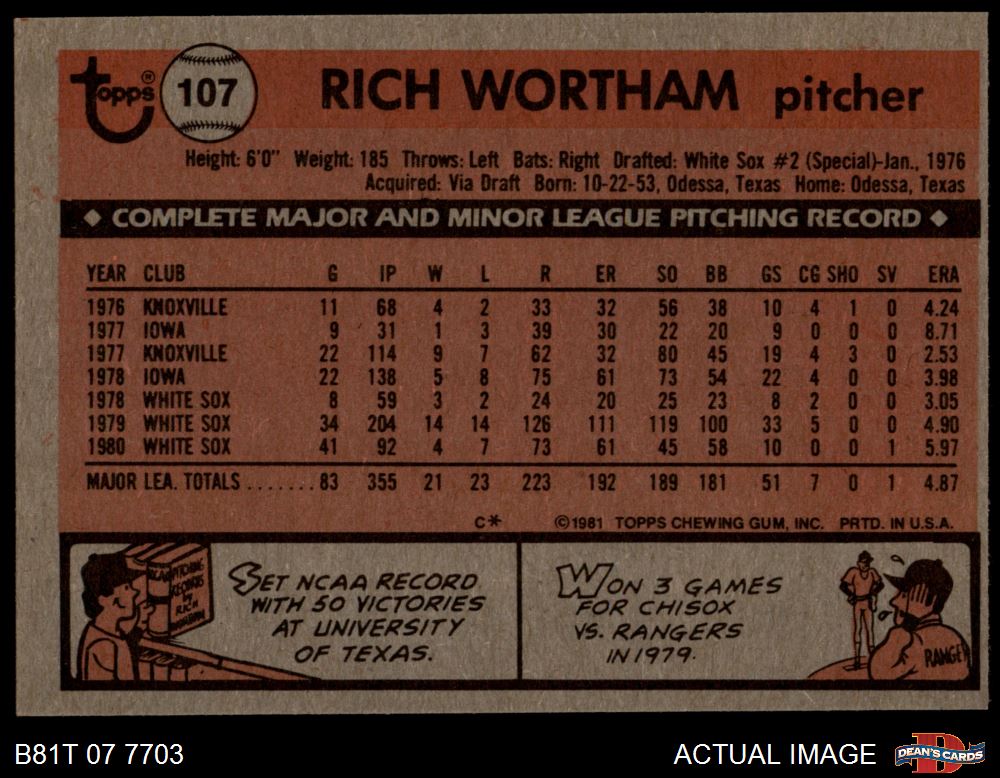 topps® 107 RICH WORTHAM pitcher
Height: 6'0" Weight: 185 Throws: Left Bats: Right Drafted: White Sox #2 (Special)-Jan., 1976
Acquired: Via Draft Born: 10-22-53, Odessa, Texas Home: Odessa, Texas
◆ COMPLETE MAJOR AND MINOR LEAGUE PITCHING RECORD ◆
YEAR CLUB G IP W L R ER SO BB GS CG SHO SV ERA
1976 KNOXVILLE 11 68 4 2 33 32 56 38 10 4 1 0 4.24
1977 IOWA 9 31 1 3 39 30 22 20 9 0 0 0 8.71
1977 KNOXVILLE 22 114 9 7 62 32 80 45 19 4 3 0 2.53
1978 IOWA 22 138 5 8 75 61 73 54 22 4 0 0 3.98
1978 WHITE SOX 8 59 3 2 24 20 25 23 8 2 0 0 3.05
1979 WHITE SOX 34 204 14 14 126 111 119 100 33 5 0 0 4.90
1980 WHITE SOX 41 92 4 7 73 61 45 58 10 0 0 1 5.97
MAJOR LEA. TOTALS.......83 355 21 23 223 192 189 181 51 7 0 1 4.87
C* ©1981 TOPPS CHEWING GUM, INC. PRTD. IN U.S.A.
NCAA PITCHING
RECORDS
by
RICH
WORTHAM
SET NCAA RECORD
WITH 50 VICTORIES
AT UNIVERSITY
OF TEXAS.
WON 3 GAMES
FOR CHISOX
VS. RANGERS
IN 1979.
RANGER
B81T 07 7703 ACTUAL IMAGE DEAN'S CARDS